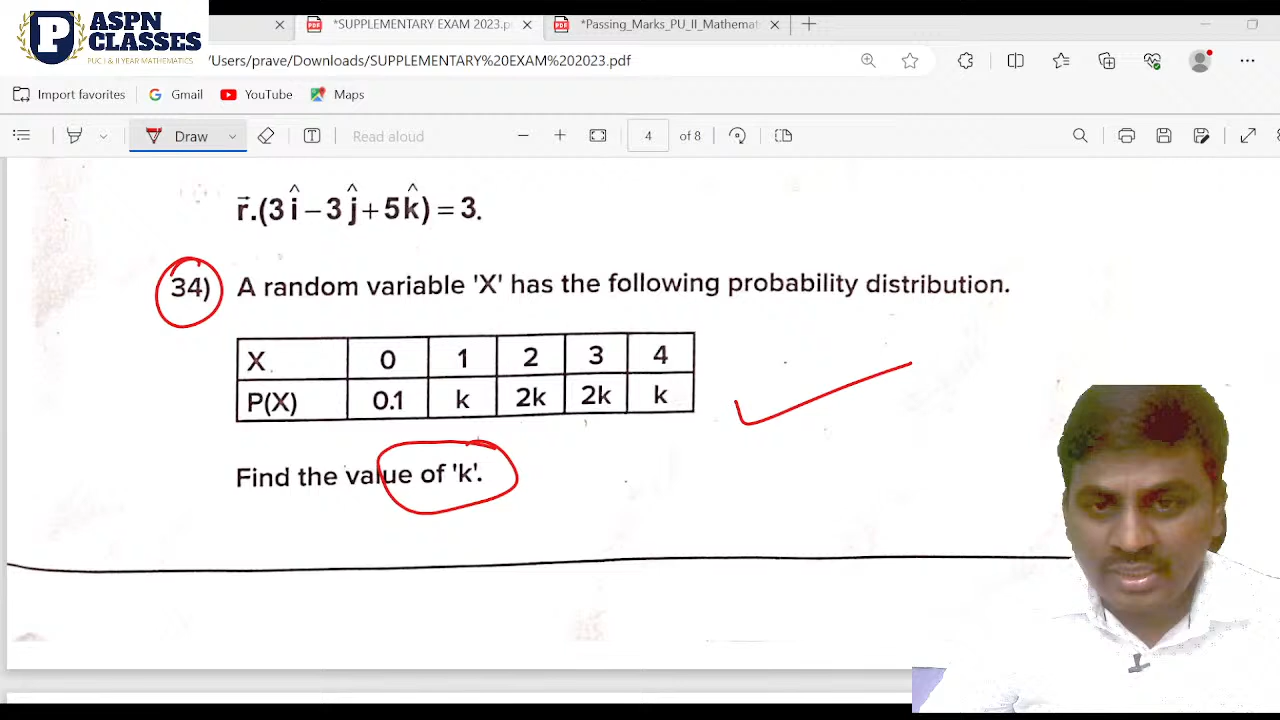 ASPN
CLASSES
PUC I & II YEAR MATHEMATICS
*SUPPLEMENTARY EXAM 2023.p
*Passing_Marks_PU_II_Mathemat
/Users/prave/Downloads/SUPPLEMENTARY%20EXAM%202023.pdf
Import favorites Gmail YouTube Maps
Draw Read aloud 4 of 8
r⃗.(3î − 3ĵ + 5k̂) = 3.
34) A random variable 'X' has the following probability distribution.
X 0 1 2 3 4
P(X) 0.1 k 2k 2k k
Find the value of 'k'.